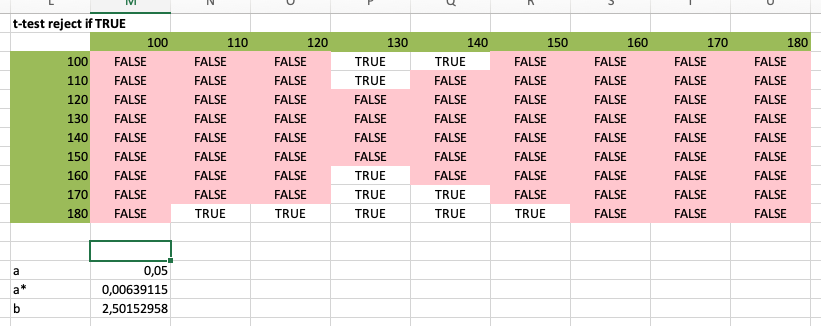 L M N O P Q R S T U
t-test reject if TRUE
100 110 120 130 140 150 160 170 180
100 FALSE FALSE FALSE TRUE TRUE FALSE FALSE FALSE FALSE
110 FALSE FALSE FALSE TRUE FALSE FALSE FALSE FALSE FALSE
120 FALSE FALSE FALSE FALSE FALSE FALSE FALSE FALSE FALSE
130 FALSE FALSE FALSE FALSE FALSE FALSE FALSE FALSE FALSE
140 FALSE FALSE FALSE FALSE FALSE FALSE FALSE FALSE FALSE
150 FALSE FALSE FALSE FALSE FALSE FALSE FALSE FALSE FALSE
160 FALSE FALSE FALSE TRUE FALSE FALSE FALSE FALSE FALSE
170 FALSE FALSE FALSE TRUE TRUE FALSE FALSE FALSE FALSE
180 FALSE TRUE TRUE TRUE TRUE TRUE FALSE FALSE FALSE
a 0,05
a* 0,00639115
b 2,50152958